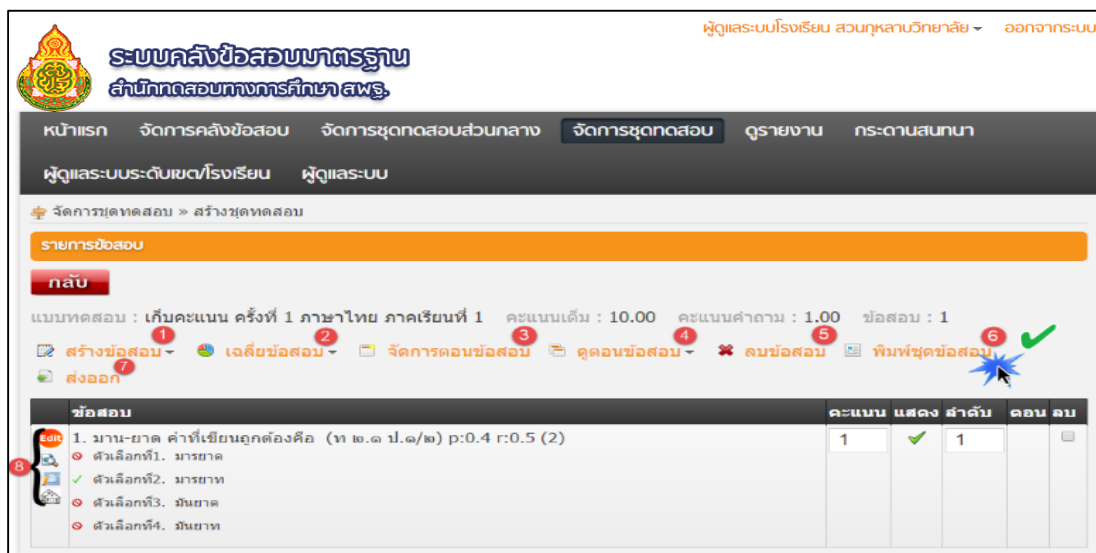 ผู้ดูแลระบบโรงเรียน สวนกุหลาบวิทยาลัย ออกจากระบบ
ระบบคลังข้อสอบมาตรฐาน
สำนักทดสอบทางการศึกษา สพฐ.
หน้าแรก จัดการคลังข้อสอบ จัดการชุดทดสอบส่วนกลาง จัดการชุดทดสอบ ดูรายงาน กระดานสนทนา
ผู้ดูแลระบบระดับเขต/โรงเรียน ผู้ดูแลระบบ
จัดการชุดทดสอบ » สร้างชุดทดสอบ
รายการข้อสอบ
กลับ
แบบทดสอบ : เก็บคะแนน ครั้งที่ 1 ภาษาไทย ภาคเรียนที่ 1 คะแนนเต็ม : 10.00 คะแนนคำถาม : 1.00 ข้อสอบ : 1
1 2 3 4 5 6
สร้างข้อสอบ เฉลี่ยข้อสอบ จัดการตอนข้อสอบ ดูตอนข้อสอบ ลบข้อสอบ พิมพ์ชุดข้อสอบ
7
ส่งออก
ข้อสอบ คะแนน แสดง ลำดับ ตอน ลบ
Edit 1. มาน-ยาด คำที่เขียนถูกต้องคือ (ท ๒.๑ ป.๑/๒) p:0.4 r:0.5 (2) 1 1
8 ตัวเลือกที่1. มารยาด
ตัวเลือกที่2. มารยาท
ตัวเลือกที่3. มันยาด
ตัวเลือกที่4. มันยาท